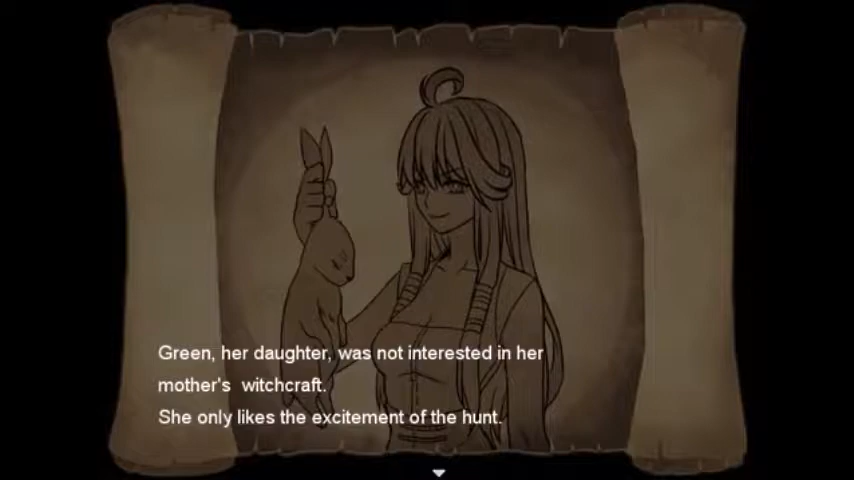 Green, her daughter, was not interested in her
mother's  witchcraft.
She only likes the excitement of the hunt.